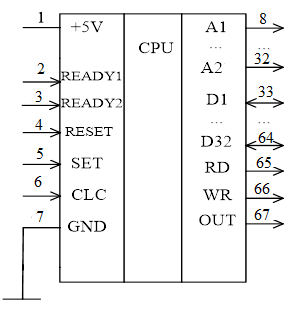 1 +5V CPU A1 8
... ...
2 READY1 A2 32
3 READY2 D1 33
... ...
4 RESET D32 64
5 SET RD 65
6 CLC WR 66
7 GND OUT 67